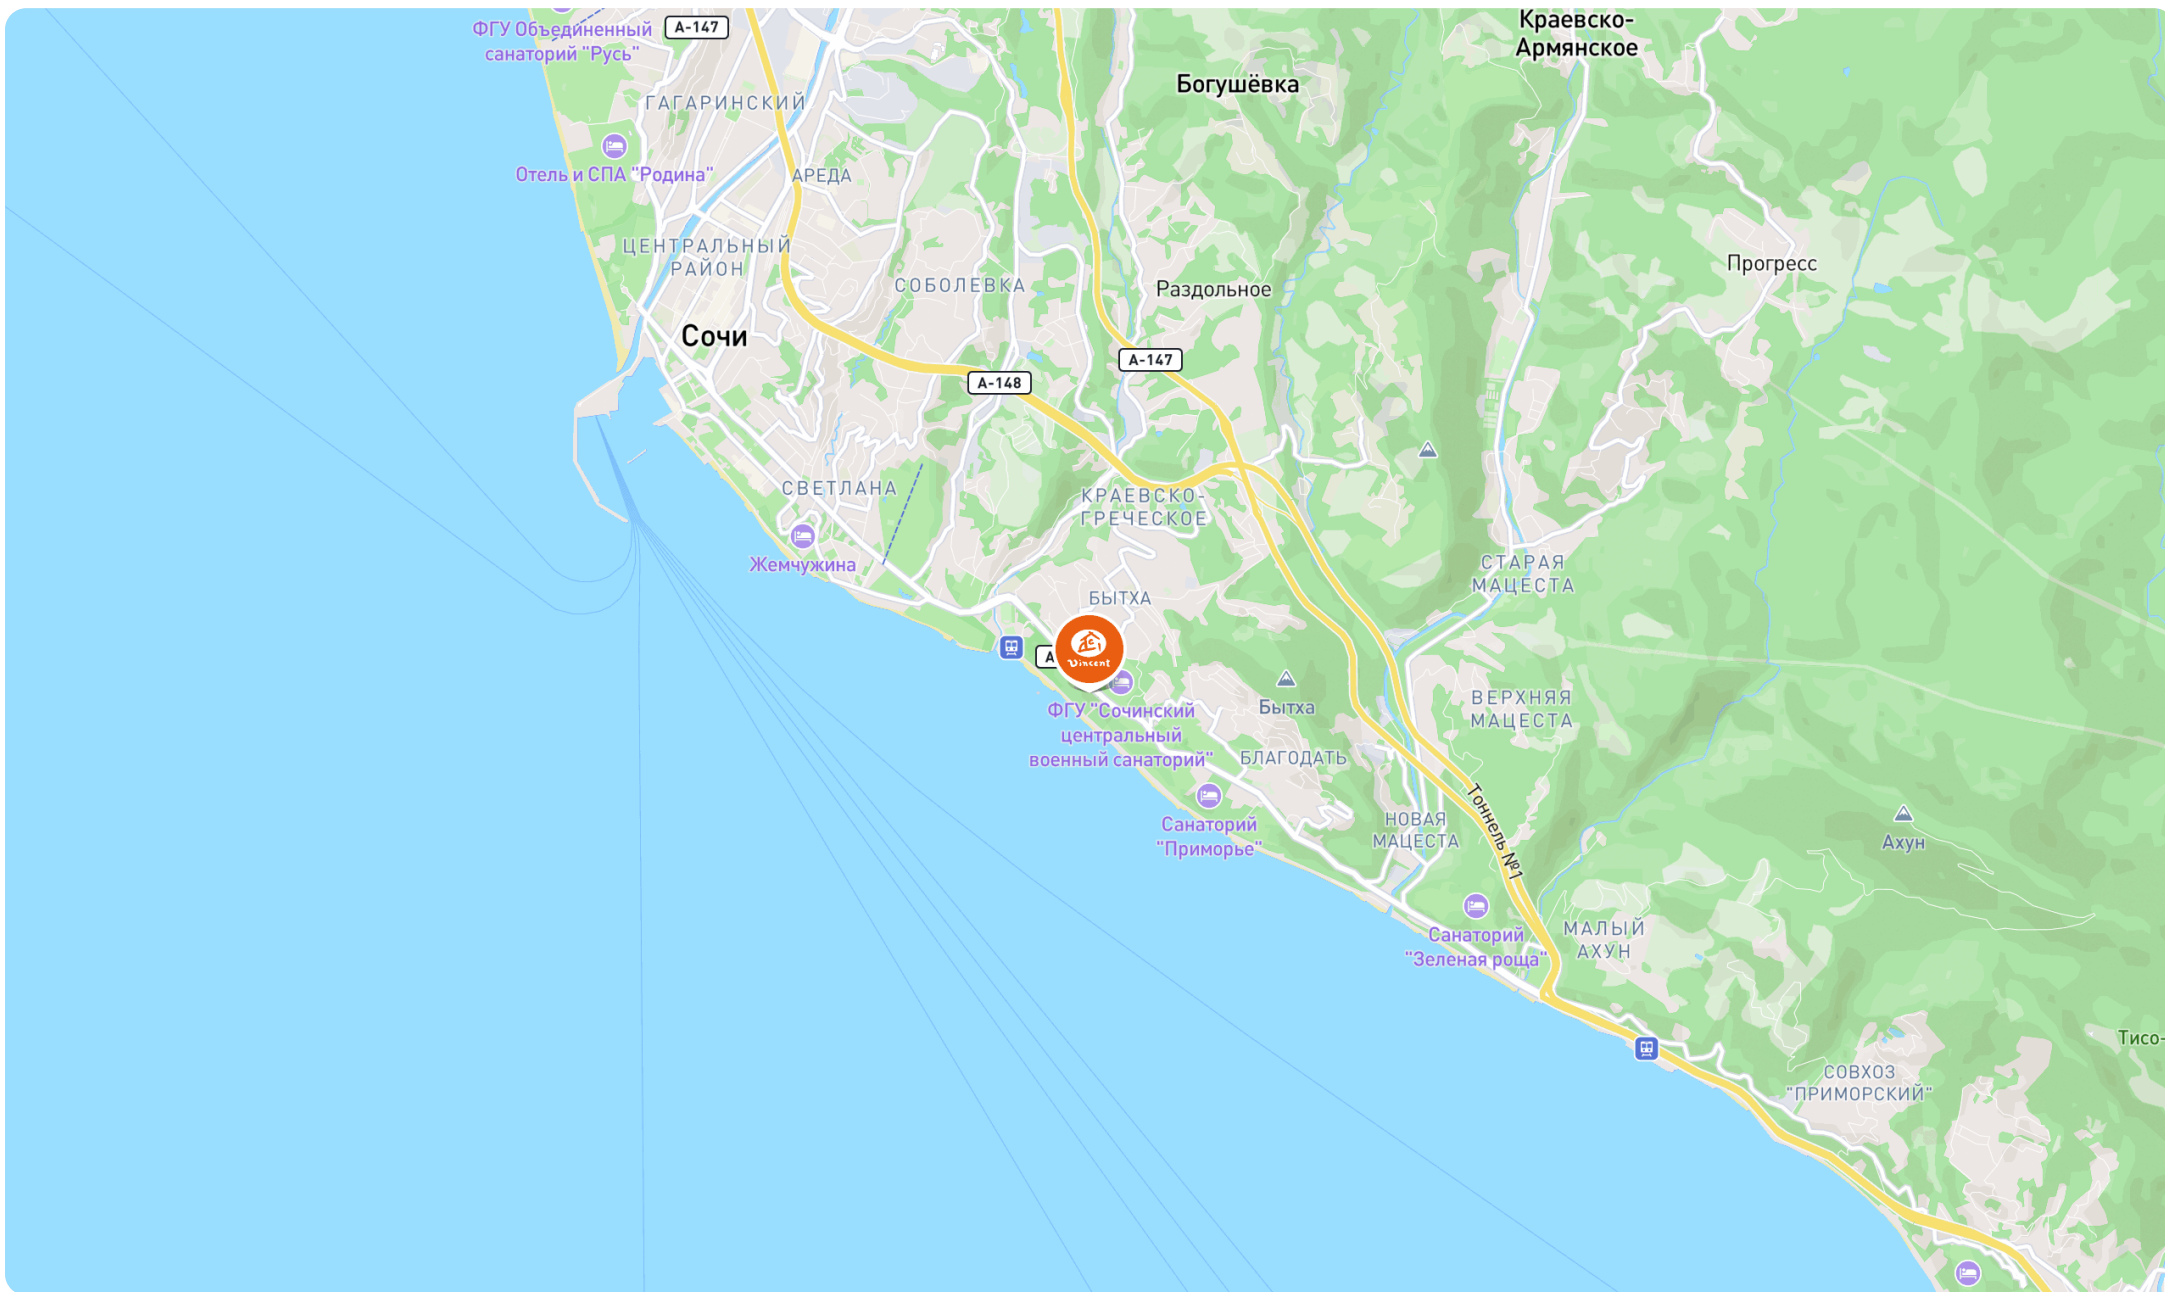 ФГУ Объединенный
санаторий "Русь"
А-147
Краевско-
Армянское
Богушёвка
ГАГАРИНСКИЙ
Отель и СПА "Родина"
АРЕДА
ЦЕНТРАЛЬНЫЙ
РАЙОН
СОБОЛЕВКА
Раздольное
Прогресс
Сочи
А-147
А-148
СВЕТЛАНА
КРАЕВСКО-
ГРЕЧЕСКОЕ
Жемчужина
СТАРАЯ
МАЦЕСТА
БЫТХА
Vincent
А
ФГУ "Сочинский
центральный
военный санаторий"
Бытха
ВЕРХНЯЯ
МАЦЕСТА
БЛАГОДАТЬ
Санаторий
"Приморье"
НОВАЯ
МАЦЕСТА
Тоннель №1
Ахун
Санаторий
"Зеленая роща"
МАЛЫЙ
АХУН
Тисо-
СОВХОЗ
"ПРИМОРСКИЙ"